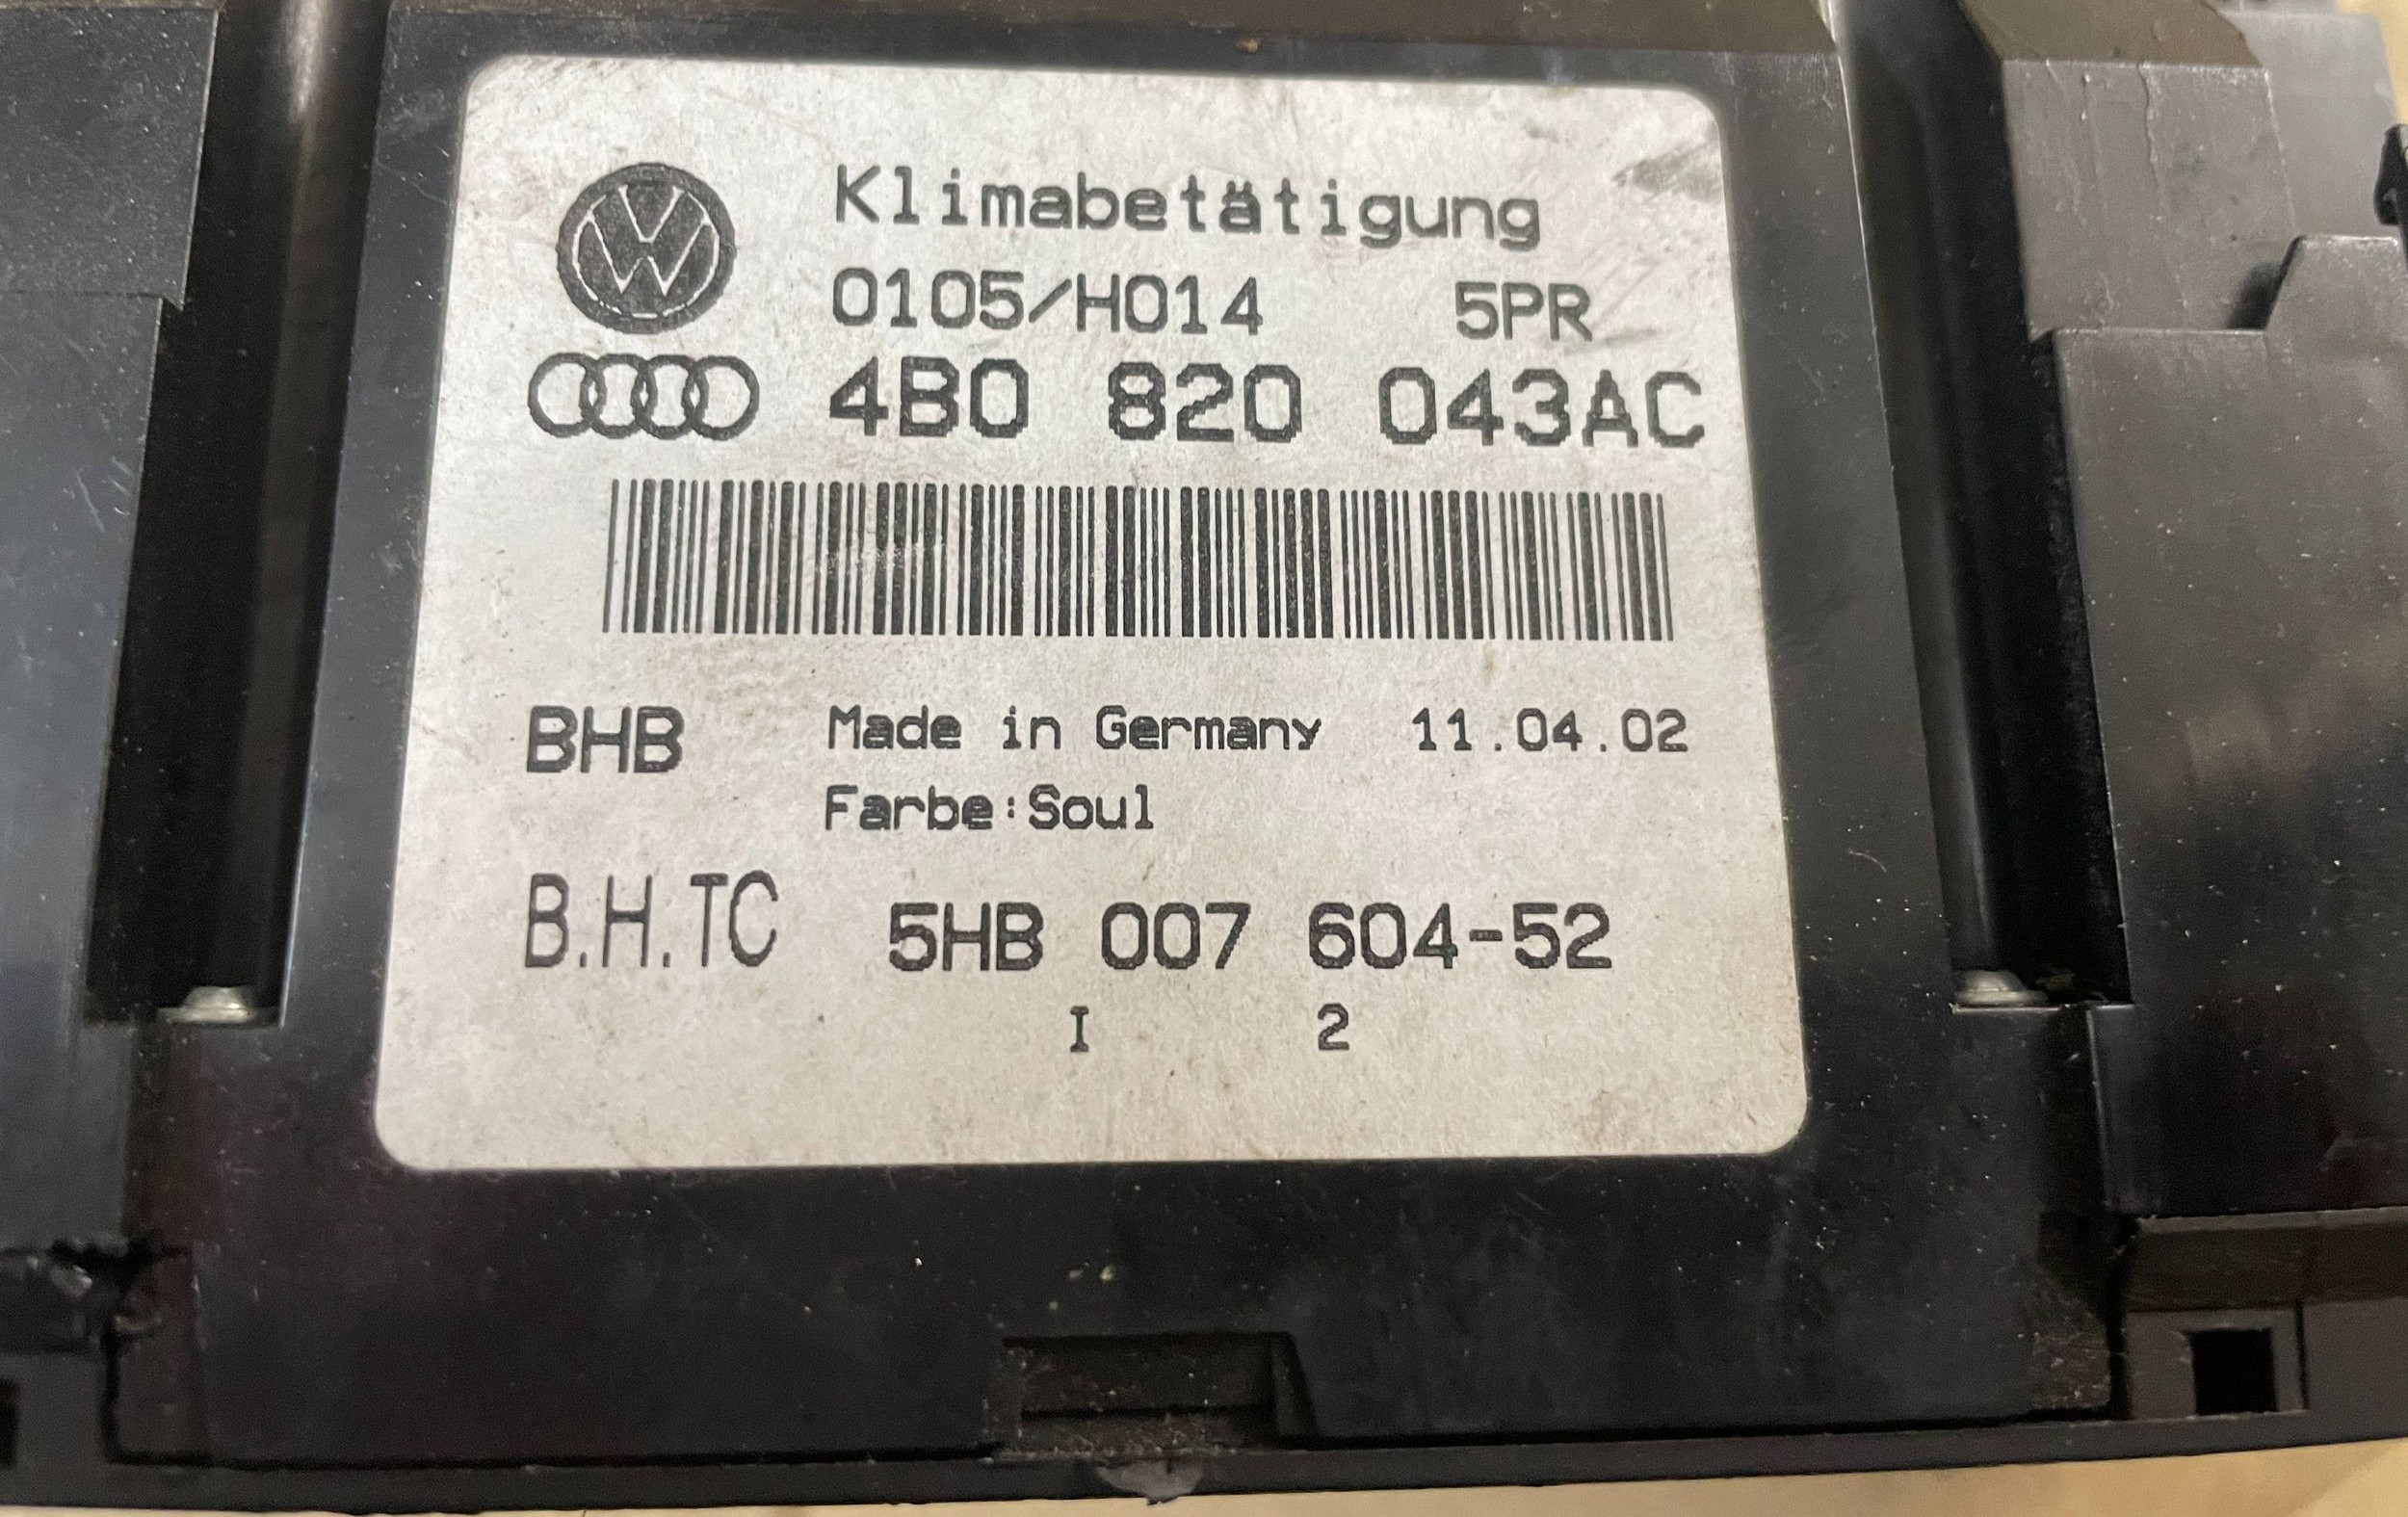 Klimabetätigung
0105/H014 5PR
4B0 820 043AC
BHB Made in Germany 11.04.02
Farbe:Soul
B.H.TC 5HB 007 604-52
I 2